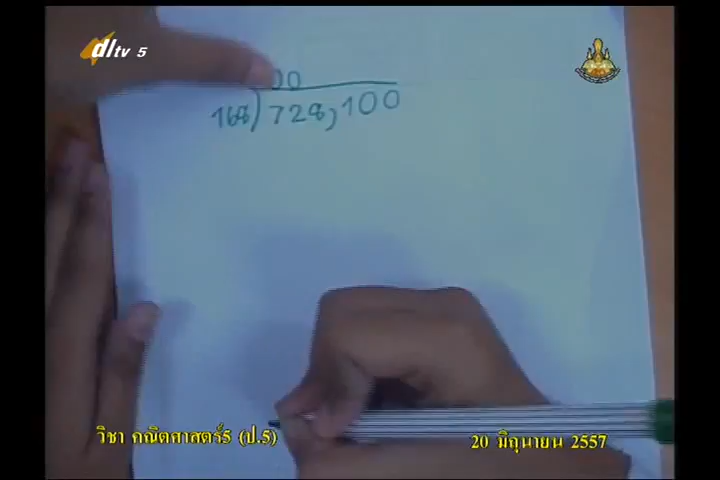 dltv 5
00
168)728,100
วิชา คณิตศาสตร์5 (ป.5)
20 มิถุนายน 2557